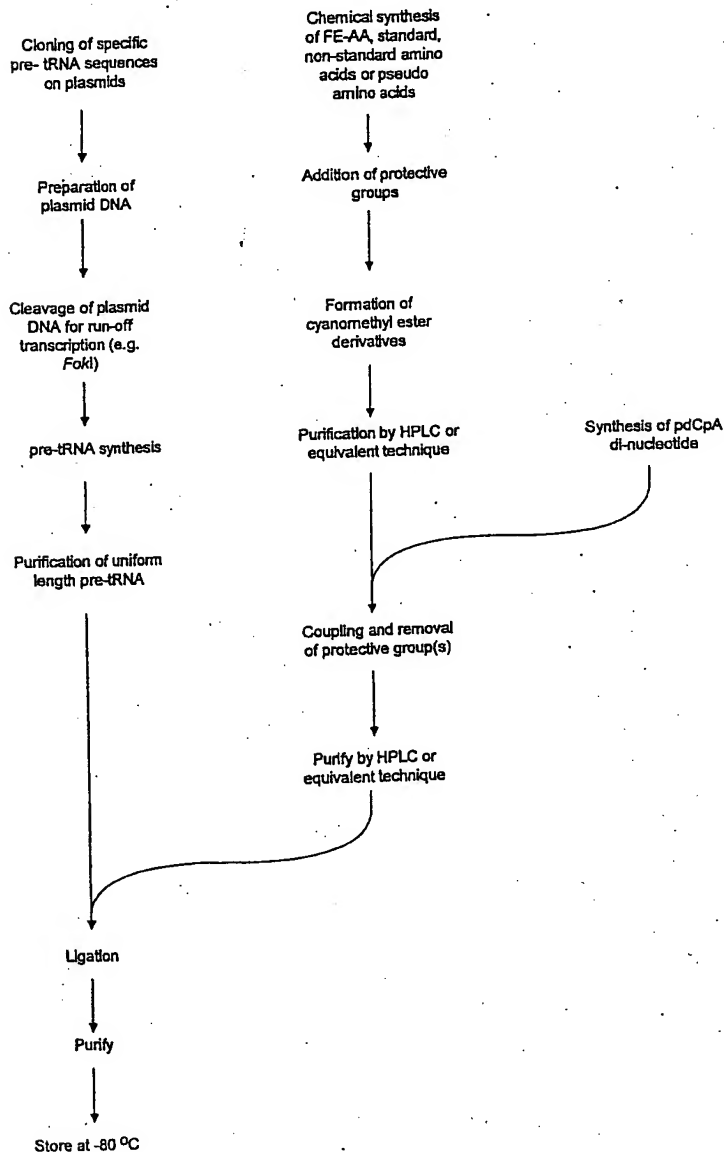 Cloning of specific
pre- tRNA sequences
on plasmids
Preparation of
plasmid DNA
Cleavage of plasmid
DNA for run-off
transcription (e.g.
FokI)
pre-tRNA synthesis
Purification of uniform
length pre-tRNA
Chemical synthesis
of FE-AA, standard,
non-standard amino
acids or pseudo
amino acids
Addition of protective
groups
Formation of
cyanomethyl ester
derivatives
Purification by HPLC or
equivalent technique
Synthesis of pdCpA
di-nucleotide
Coupling and removal
of protective group(s)
Purify by HPLC or
equivalent technique
Ligation
Purify
Store at -80 ºC